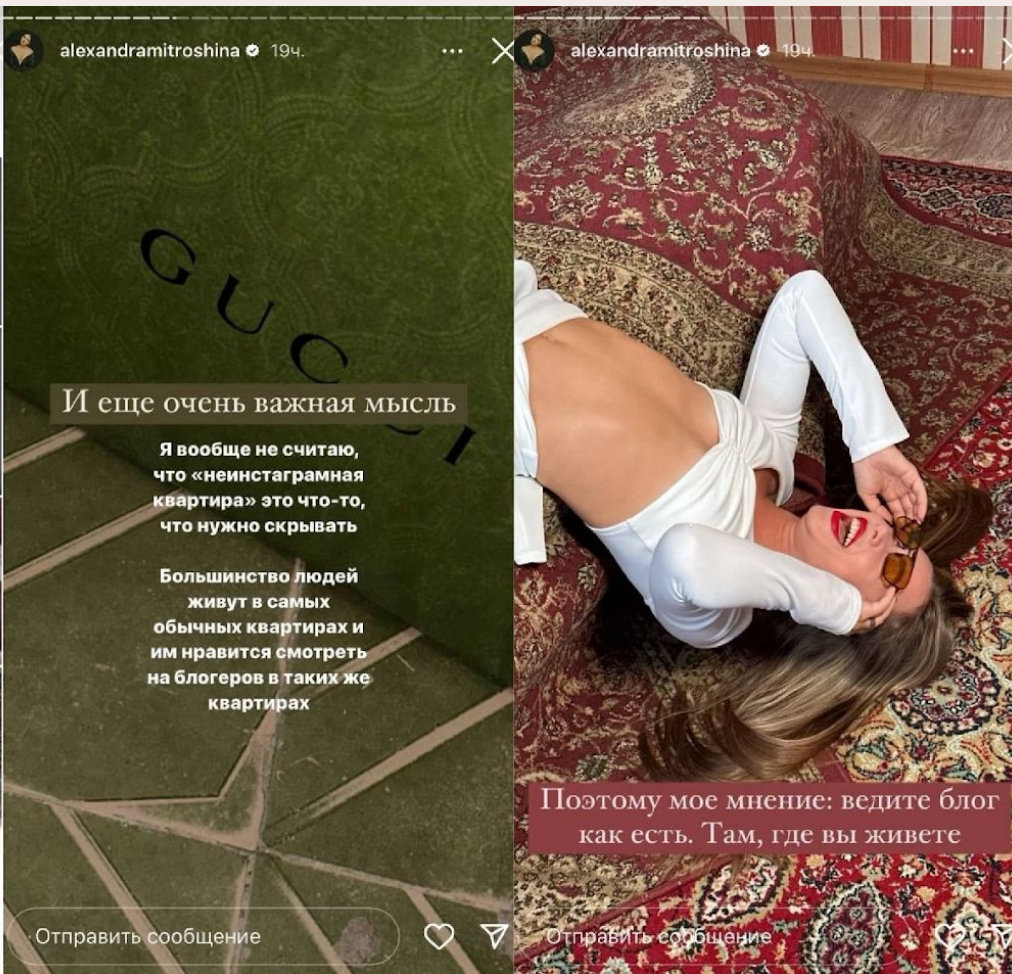 alexandramitroshina 19ч.
GUCCI
И еще очень важная мысль
Я вообще не считаю,
что «неинстаграмная
квартира» это что-то,
что нужно скрывать
Большинство людей
живут в самых
обычных квартирах и
им нравится смотреть
на блогеров в таких же
квартирах
Отправить сообщение
alexandramitroshina 19ч.
Поэтому мое мнение: ведите блог
как есть. Там, где вы живете
Отправить сообщение